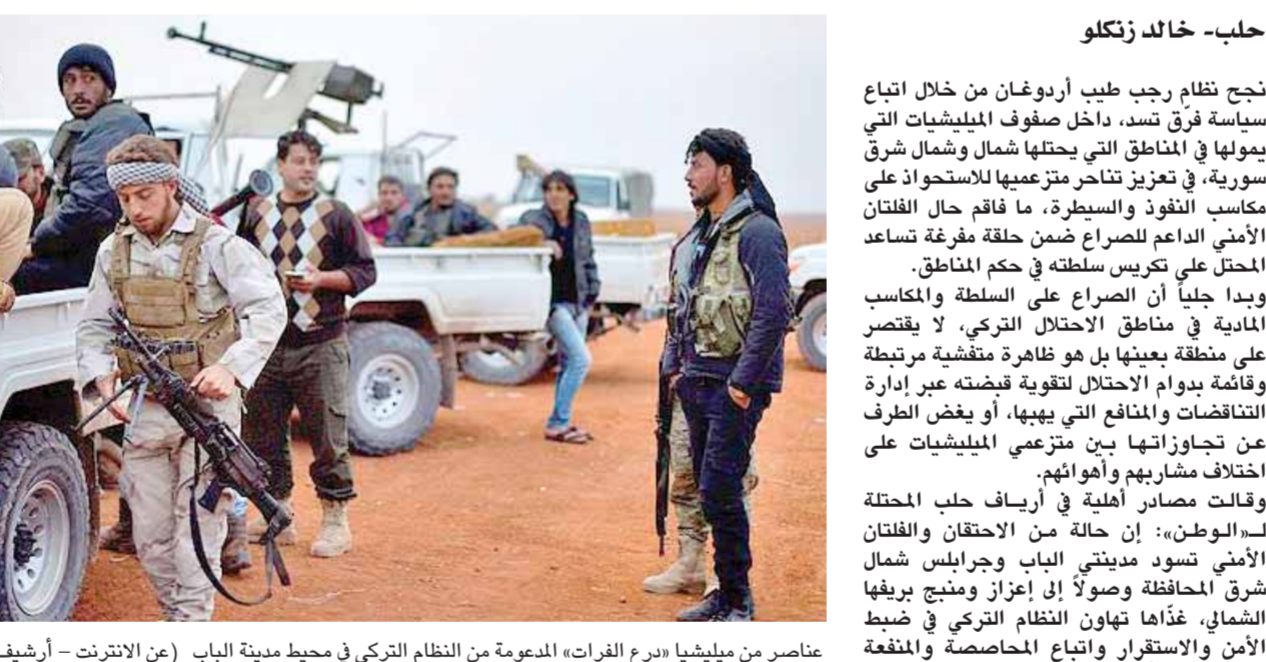 حلب- خالد زنكلو
نجح نظام رجب طيب أردوغان من خلال اتباع
سياسة فرّق تسد، داخل صفوف الميليشيات التي
يمولها في المناطق التي يحتلها شمال وشمال شرق
سورية، في تعزيز تناحر متزعميها للاستحواذ على
مكاسب النفوذ والسيطرة، ما فاقم حال الفلتان
الأمني الداعم للصراع ضمن حلقة مفرغة تساعد
المحتل على تكريس سلطته في حكم المناطق.
وبدا جلياً أن الصراع على السلطة والمكاسب
المادية في مناطق الاحتلال التركي، لا يقتصر
على منطقة بعينها بل هو ظاهرة متفشية مرتبطة
وقائمة بدوام الاحتلال لتقوية قبضته عبر إدارة
التناقضات والمنافع التي يهبها، أو يغض الطرف
عن تجاوزاتها بين متزعمي الميليشيات على
اختلاف مشاربهم وأهوائهم.
وقالت مصادر أهلية في أرياف حلب المحتلة
لـ«الوطن»: إن حالة من الاحتقان والفلتان
الأمني تسود مدينتي الباب وجرابلس شمال
شرق المحافظة وصولاً إلى إعزاز ومنبج بريفها
الشمالي، غذّاها تهاون النظام التركي في ضبط
الأمن والاستقرار واتباع المحاصصة والمنفعة
عناصر من ميليشيا «درع الفرات» المدعومة من النظام التركي في محيط مدينة الباب (عن الانترنت – أرشيف